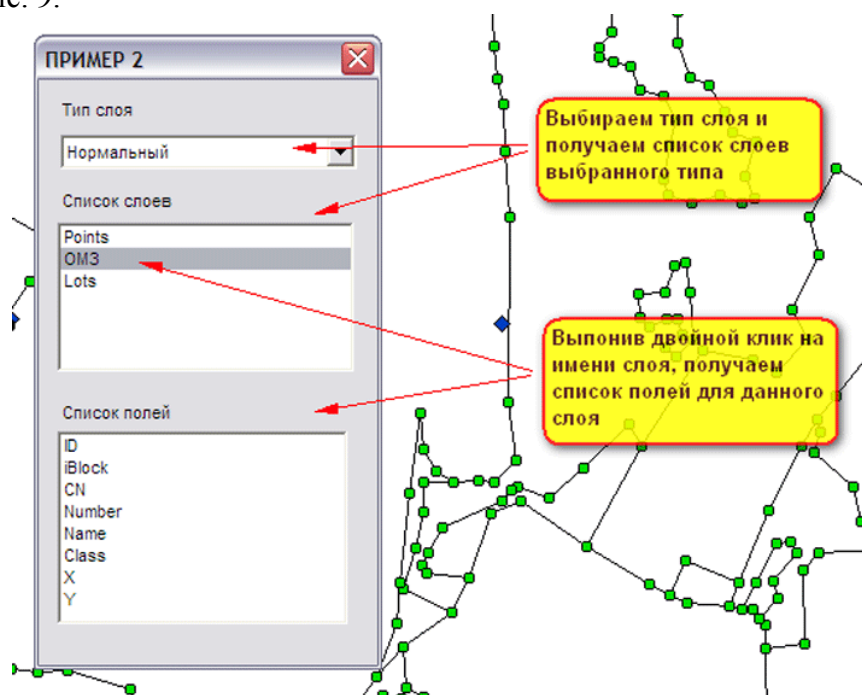 ПРИМЕР 2
Тип слоя
Нормальный
Список слоев
Points
ОМЗ
Lots
Список полей
ID
iBlock
CN
Number
Name
Class
X
Y
Выбираем тип слоя и
получаем список слоев
выбранного типа
Выпонив двойной клик на
имени слоя, получаем
список полей для данного
слоя